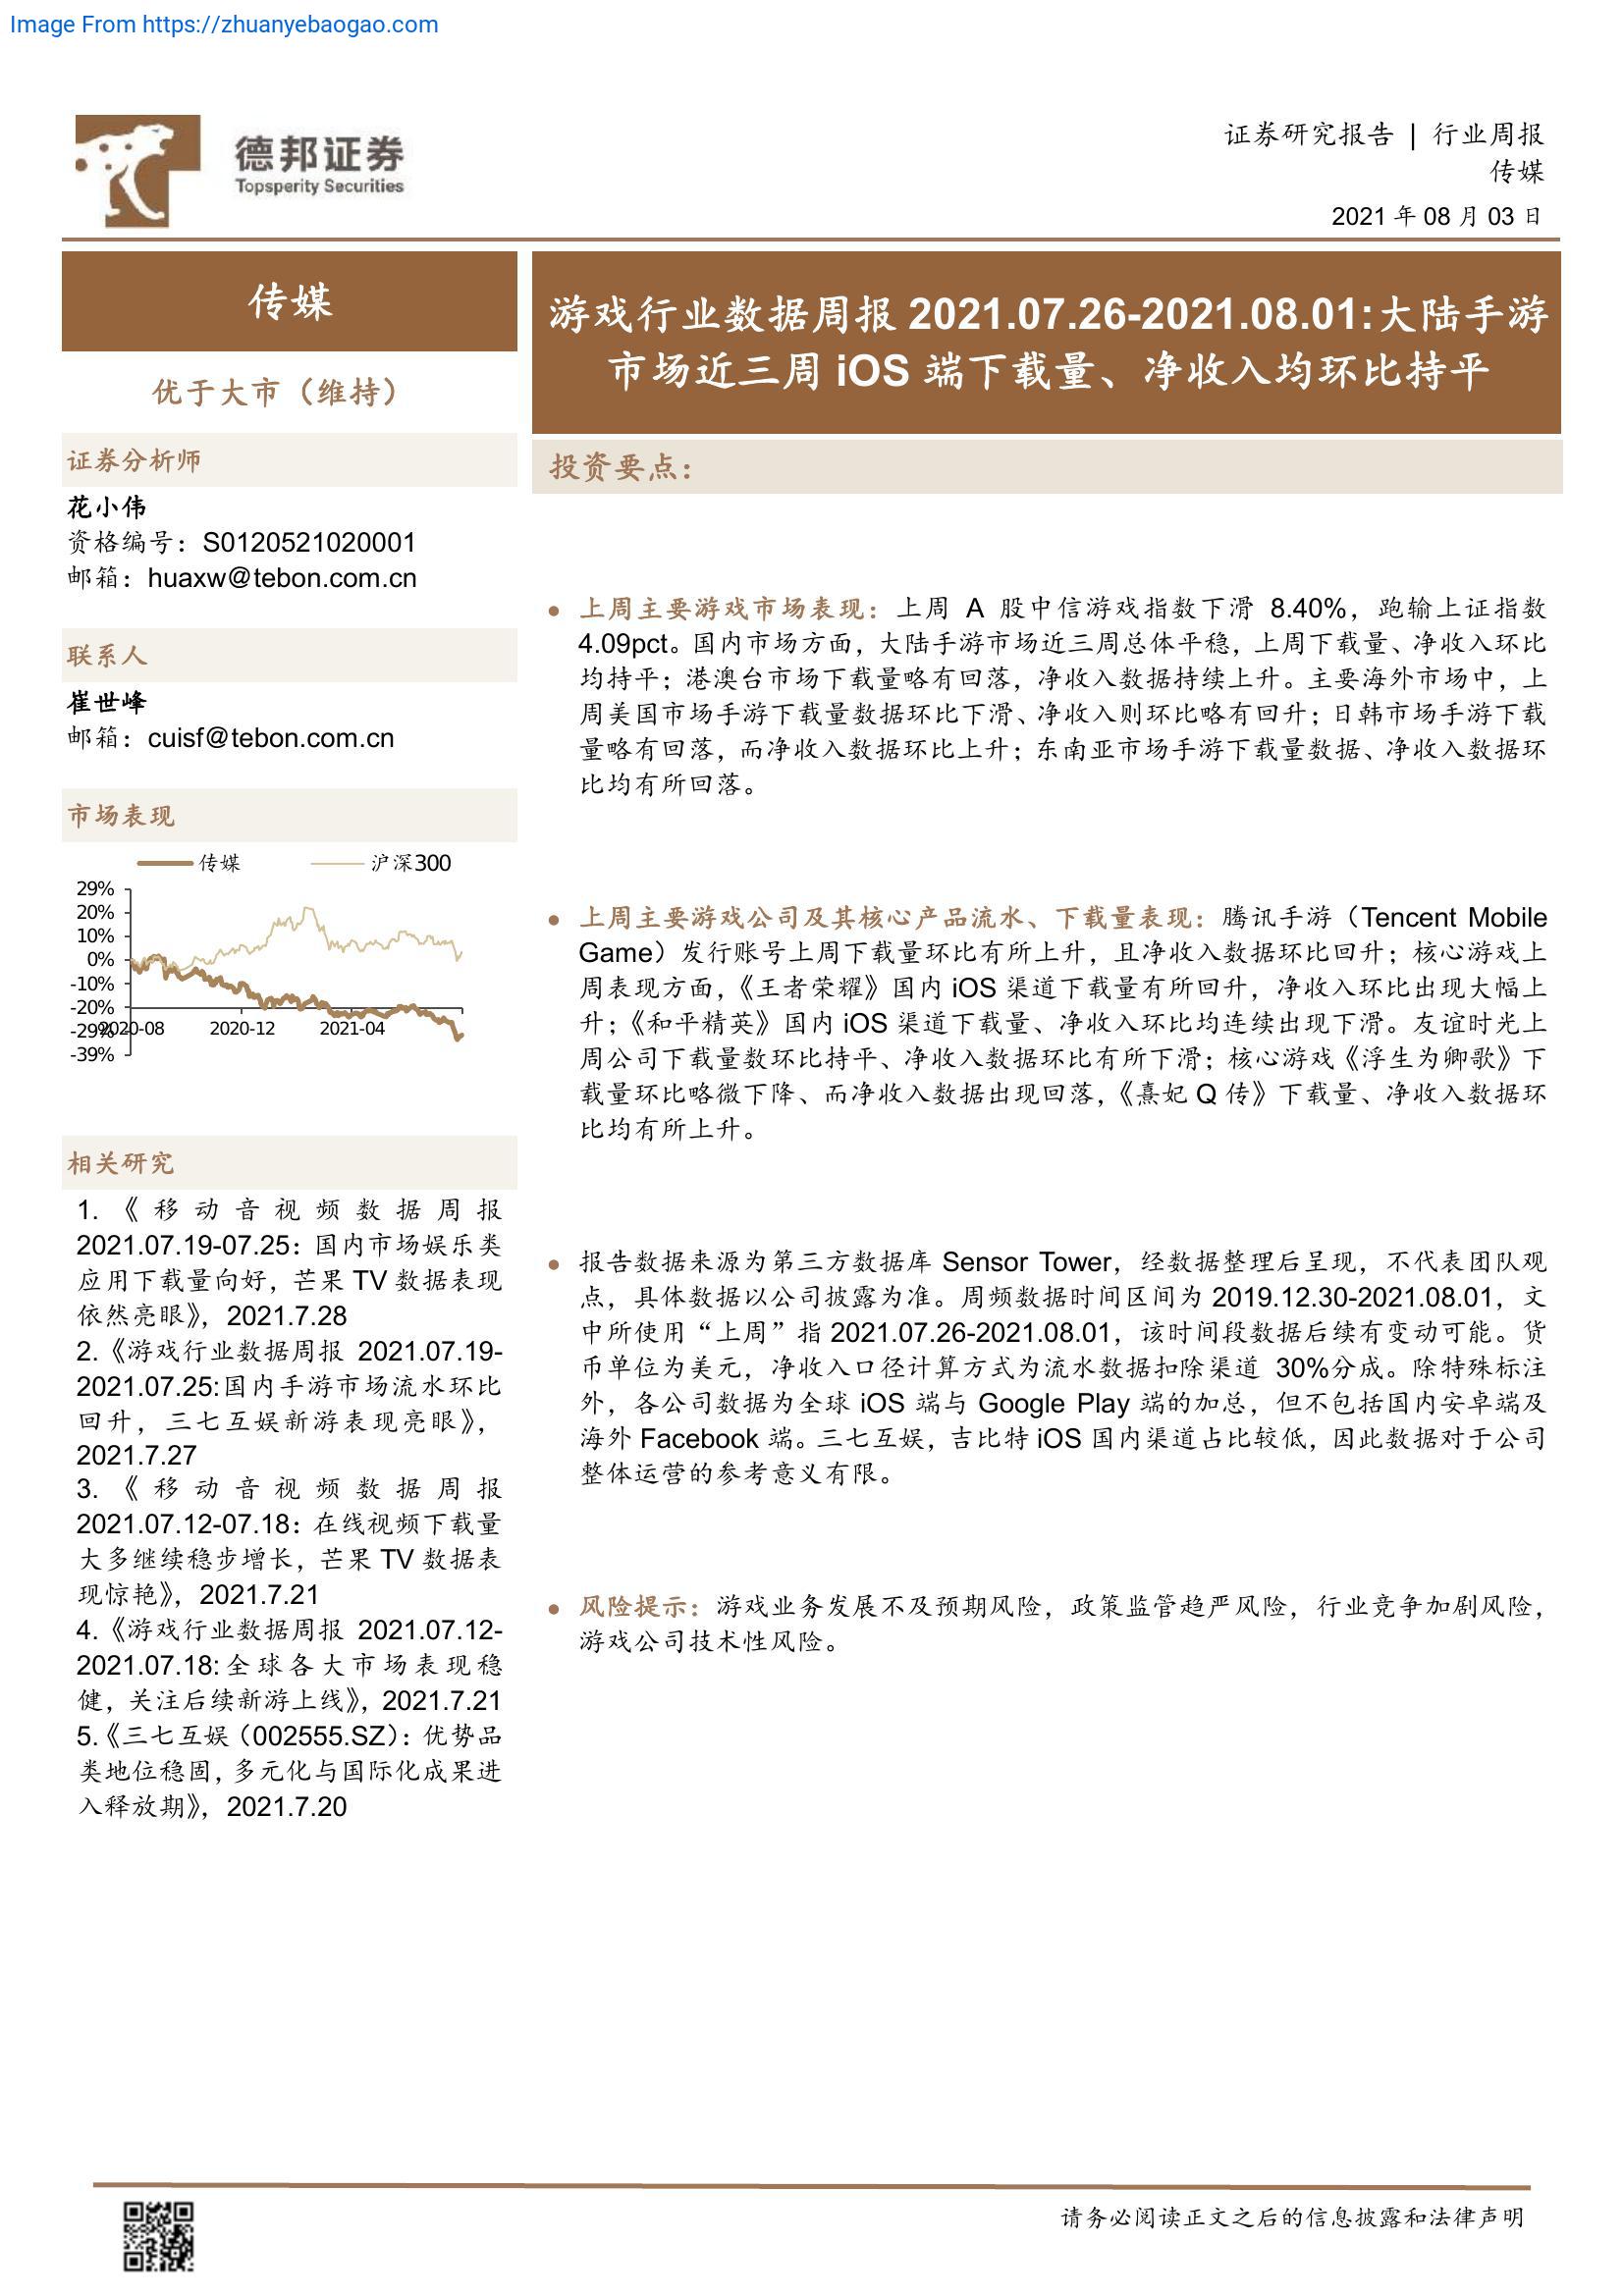 Image From https://zhuanyebaogao.com
德邦证券
Topsperity Securities
证券研究报告 | 行业周报
传媒
2021 年 08 月 03 日
传媒
优于大市（维持）
证券分析师
花小伟
资格编号：S0120521020001
邮箱：huaxw@tebon.com.cn
联系人
崔世峰
邮箱：cuisf@tebon.com.cn
市场表现
传媒 沪深300
29%
20%
10%
0%
-10%
-20%
-29%
-39%
2020-08 2020-12 2021-04
相关研究
1.《移动音视频数据周报
2021.07.19-07.25：国内市场娱乐类
应用下载量向好，芒果 TV 数据表现
依然亮眼》，2021.7.28
2.《游戏行业数据周报 2021.07.19-
2021.07.25:国内手游市场流水环比
回升，三七互娱新游表现亮眼》，
2021.7.27
3.《移动音视频数据周报
2021.07.12-07.18：在线视频下载量
大多继续稳步增长，芒果 TV 数据表
现惊艳》，2021.7.21
4.《游戏行业数据周报 2021.07.12-
2021.07.18:全球各大市场表现稳
健，关注后续新游上线》，2021.7.21
5.《三七互娱（002555.SZ）：优势品
类地位稳固，多元化与国际化成果进
入释放期》，2021.7.20
游戏行业数据周报 2021.07.26-2021.08.01:大陆手游
市场近三周 iOS 端下载量、净收入均环比持平
投资要点：
● 上周主要游戏市场表现：上周 A 股中信游戏指数下滑 8.40%，跑输上证指数
4.09pct。国内市场方面，大陆手游市场近三周总体平稳，上周下载量、净收入环比
均持平；港澳台市场下载量略有回落，净收入数据持续上升。主要海外市场中，上
周美国市场手游下载量数据环比下滑、净收入则环比略有回升；日韩市场手游下载
量略有回落，而净收入数据环比上升；东南亚市场手游下载量数据、净收入数据环
比均有所回落。
● 上周主要游戏公司及其核心产品流水、下载量表现：腾讯手游（Tencent Mobile
Game）发行账号上周下载量环比有所上升，且净收入数据环比回升；核心游戏上
周表现方面，《王者荣耀》国内 iOS 渠道下载量有所回升，净收入环比出现大幅上
升；《和平精英》国内 iOS 渠道下载量、净收入环比均连续出现下滑。友谊时光上
周公司下载量数环比持平、净收入数据环比有所下滑；核心游戏《浮生为卿歌》下
载量环比略微下降、而净收入数据出现回落，《熹妃 Q 传》下载量、净收入数据环
比均有所上升。
● 报告数据来源为第三方数据库 Sensor Tower，经数据整理后呈现，不代表团队观
点，具体数据以公司披露为准。周频数据时间区间为 2019.12.30-2021.08.01，文
中所使用“上周”指 2021.07.26-2021.08.01，该时间段数据后续有变动可能。货
币单位为美元，净收入口径计算方式为流水数据扣除渠道 30%分成。除特殊标注
外，各公司数据为全球 iOS 端与 Google Play 端的加总，但不包括国内安卓端及
海外 Facebook 端。三七互娱，吉比特 iOS 国内渠道占比较低，因此数据对于公司
整体运营的参考意义有限。
● 风险提示：游戏业务发展不及预期风险，政策监管趋严风险，行业竞争加剧风险，
游戏公司技术性风险。
请务必阅读正文之后的信息披露和法律声明